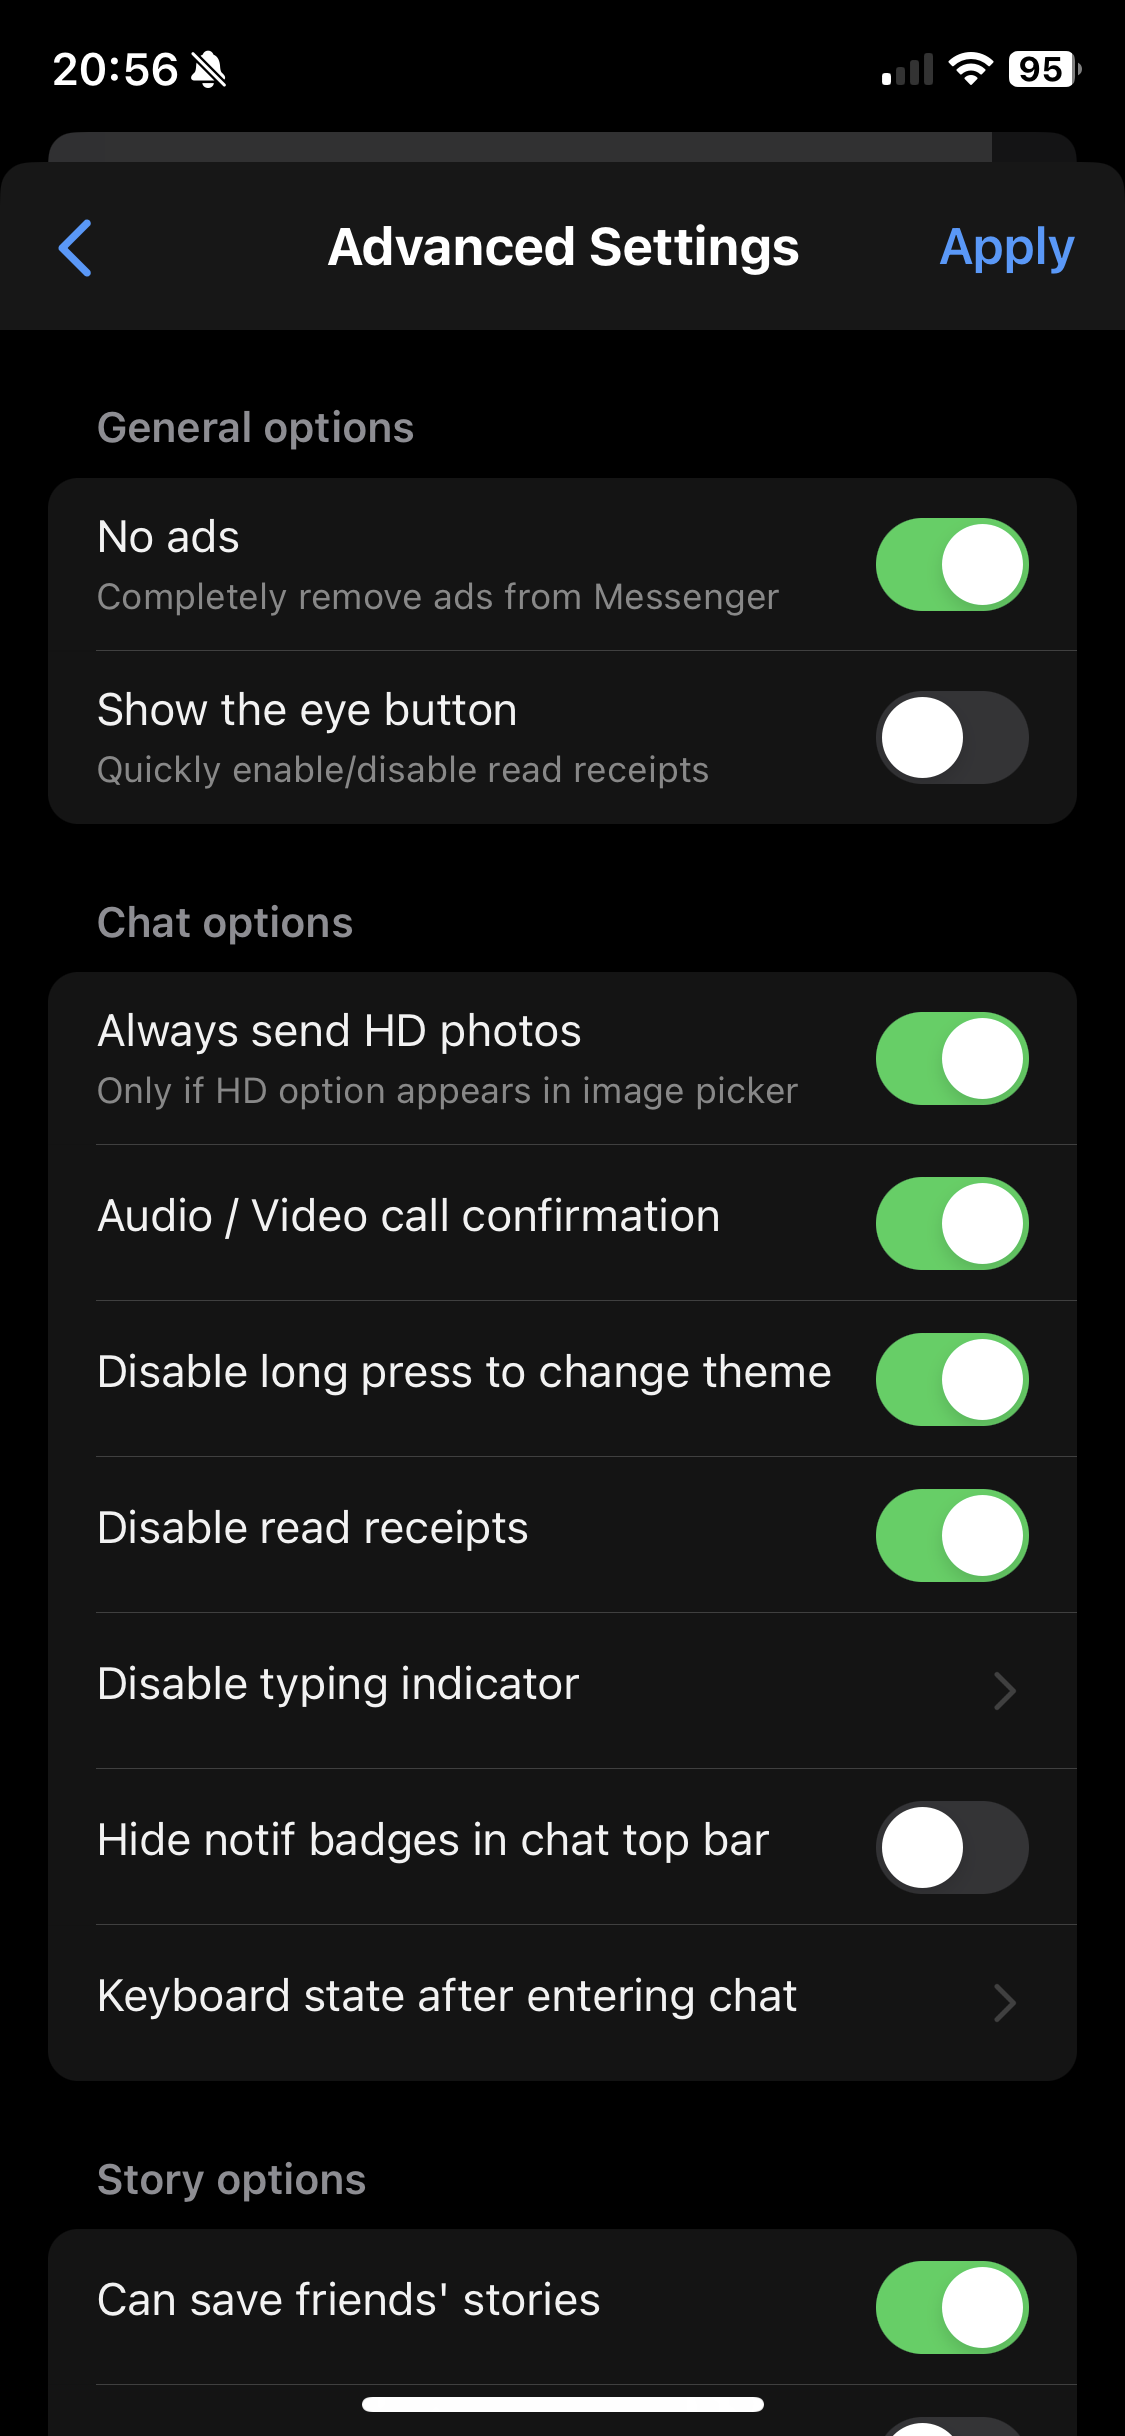 20:56
95
Advanced Settings
Apply
General options
No ads
Completely remove ads from Messenger
Show the eye button
Quickly enable/disable read receipts
Chat options
Always send HD photos
Only if HD option appears in image picker
Audio / Video call confirmation
Disable long press to change theme
Disable read receipts
Disable typing indicator
Hide notif badges in chat top bar
Keyboard state after entering chat
Story options
Can save friends' stories